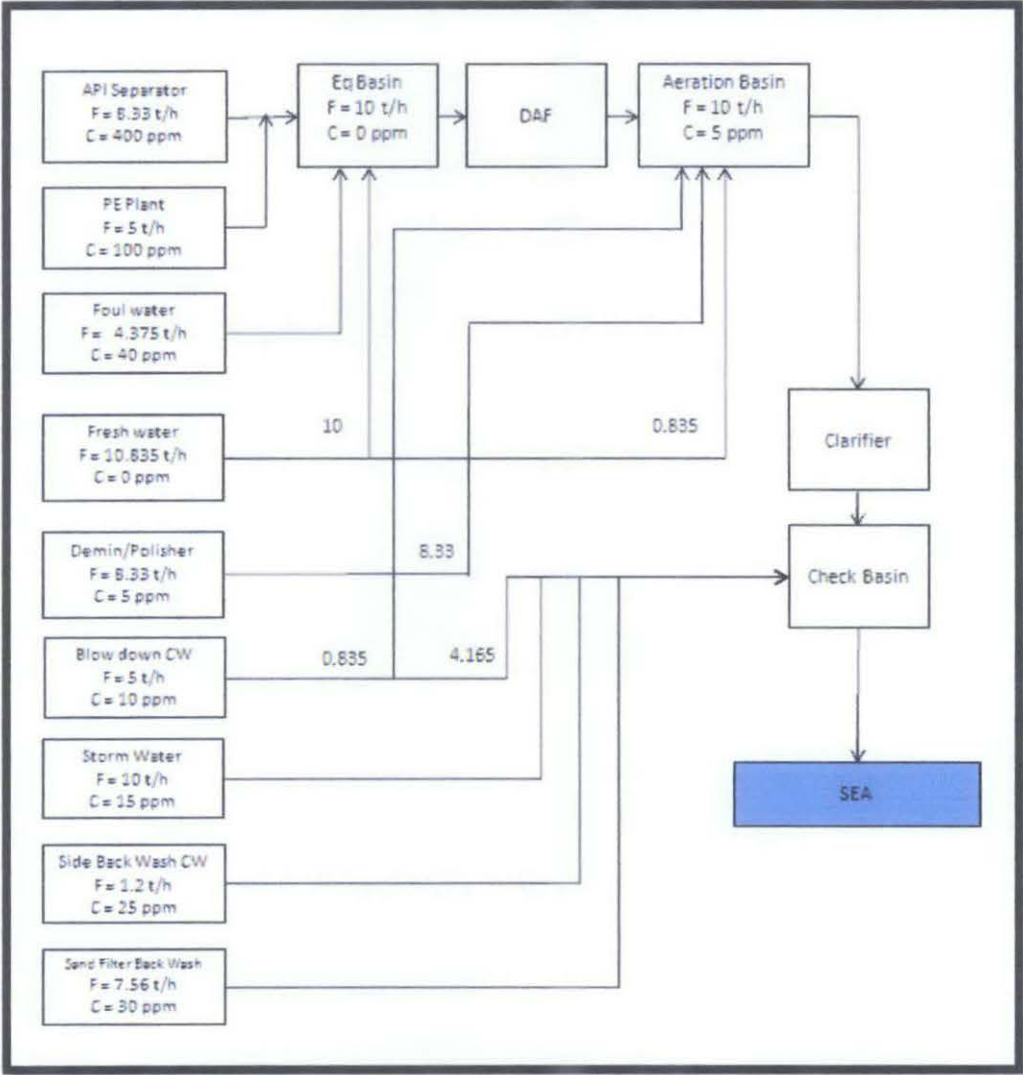 API Separator
F = 8.33 t/h
C = 400 ppm
Eq Basin
F = 10 t/h
C = 0 ppm
DAF
Aeration Basin
F = 10 t/h
C = 5 ppm
PE Plant
F = 5 t/h
C = 100 ppm
Foul water
F = 4.375 t/h
C = 40 ppm
Fresh water
F = 10.835 t/h
C = 0 ppm
10
0.835
Clarifier
Demin/Polisher
F = 8.33 t/h
C = 5 ppm
8.33
Check Basin
Blow down CW
F = 5 t/h
C = 10 ppm
0.835
4.165
Storm Water
F = 10 t/h
C = 15 ppm
SEA
Side Back Wash CW
F = 1.2 t/h
C = 25 ppm
Sand Filter Back Wash
F = 7.56 t/h
C = 30 ppm